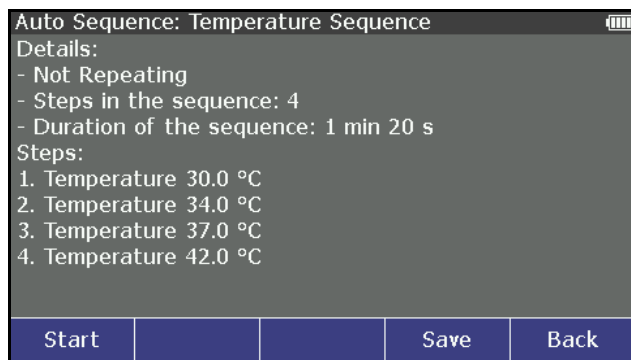 Auto Sequence: Temperature Sequence
Details:
- Not Repeating
- Steps in the sequence: 4
- Duration of the sequence: 1 min 20 s
Steps:
1. Temperature 30.0 °C
2. Temperature 34.0 °C
3. Temperature 37.0 °C
4. Temperature 42.0 °C
Start Save Back